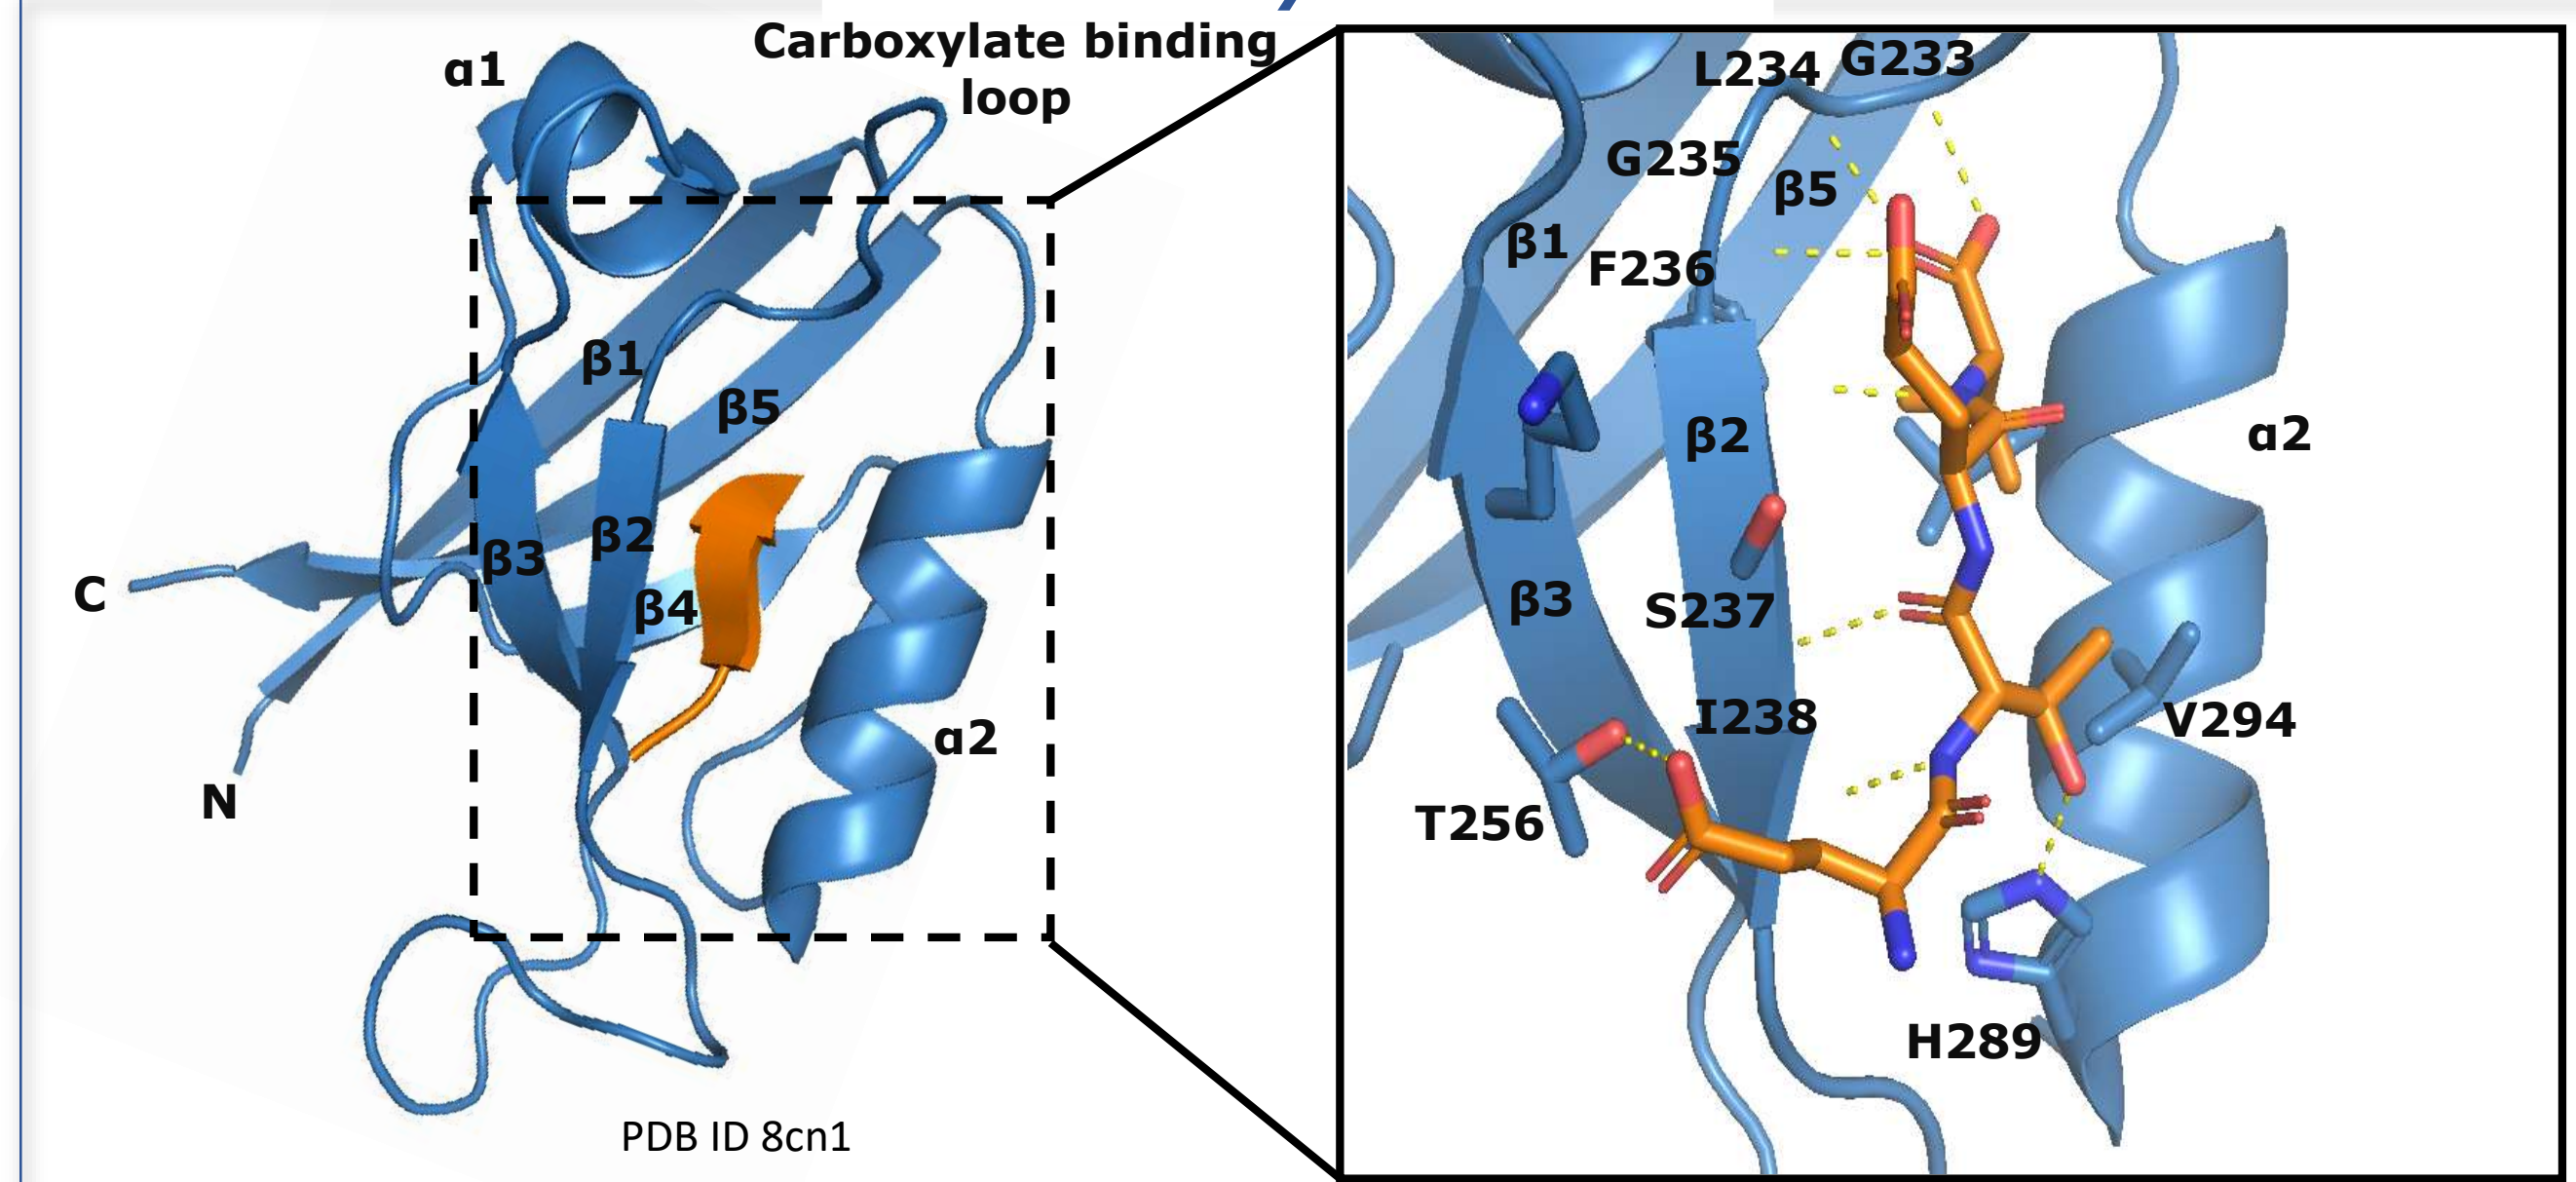 α1
Carboxylate binding
loop
β1
β5
β2
β3
β4
C
N
α2
PDB ID 8cn1
L234
G233
G235
β5
β1
F236
β2
α2
β3
S237
I238
V294
T256
H289